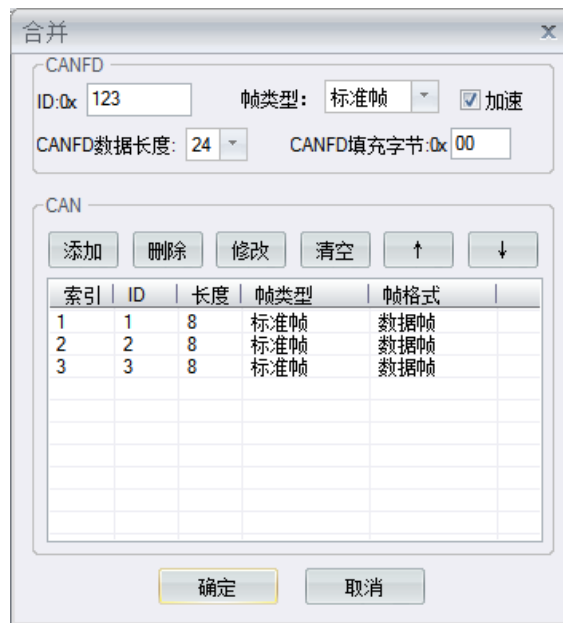 合并
CANFD
ID:0x 123 帧类型： 标准帧 加速
CANFD数据长度: 24 CANFD填充字节:0x 00
CAN
添加 删除 修改 清空 ↑ ↓
索引 ID 长度 帧类型 帧格式
1 1 8 标准帧 数据帧
2 2 8 标准帧 数据帧
3 3 8 标准帧 数据帧
确定 取消